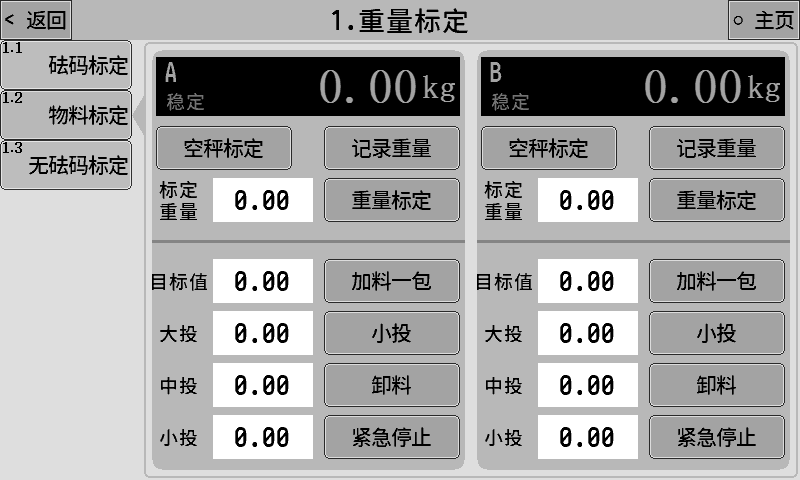 < 返回
1.重量标定
○ 主页
1.1
砝码标定
1.2
物料标定
1.3
无砝码标定
A
稳定
0.00kg
空秤标定
记录重量
标定
重量
0.00
重量标定
目标值
0.00
加料一包
大投
0.00
小投
中投
0.00
卸料
小投
0.00
紧急停止
B
稳定
0.00kg
空秤标定
记录重量
标定
重量
0.00
重量标定
目标值
0.00
加料一包
大投
0.00
小投
中投
0.00
卸料
小投
0.00
紧急停止